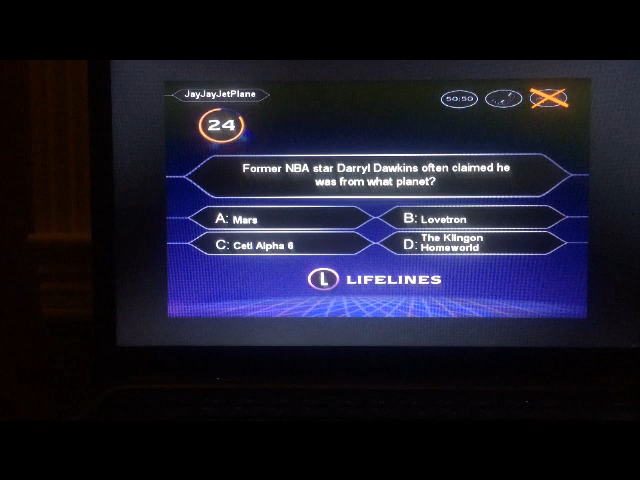 JayJayJetPlane
50:50
24
Former NBA star Darryl Dawkins often claimed he
was from what planet?
A: Mars
B: Lovetron
C: Ceti Alpha 6
D: The Klingon
Homeworld
L LIFELINES